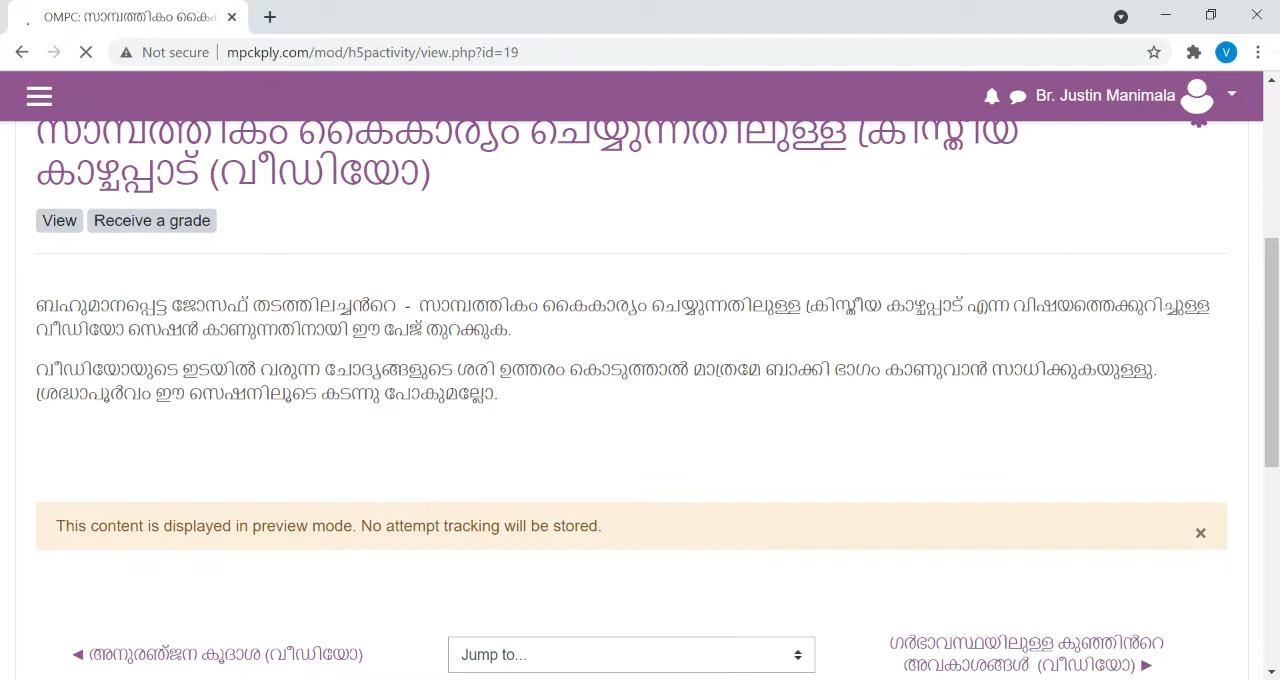 OMPC: സാമ്പത്തികം കൈക
Not secure
mpckply.com/mod/h5pactivity/view.php?id=19
V
Br. Justin Manimala
സാമ്പത്തികം കൈകാര്യം ചെയ്യുന്നതിലുള്ള ക്രിസ്തീയ
കാഴ്ചപ്പാട് (വീഡിയോ)
View Receive a grade
ബഹുമാനപ്പെട്ട ജോസഫ് തടത്തിലച്ചൻറെ - സാമ്പത്തികം കൈകാര്യം ചെയ്യുന്നതിലുള്ള ക്രിസ്തീയ കാഴ്ചപ്പാട് എന്ന വിഷയത്തെക്കുറിച്ചുള്ള
വീഡിയോ സെഷൻ കാണുന്നതിനായി ഈ പേജ് തുറക്കുക.
വീഡിയോയുടെ ഇടയിൽ വരുന്ന ചോദ്യങ്ങളുടെ ശരി ഉത്തരം കൊടുത്താൽ മാത്രമേ ബാക്കി ഭാഗം കാണുവാൻ സാധിക്കുകയുള്ളു.
ശ്രദ്ധാപൂർവം ഈ സെഷനിലൂടെ കടന്നു പോകുമല്ലോ.
This content is displayed in preview mode. No attempt tracking will be stored.
◄ അനുരഞ്ജന കൂദാശ (വീഡിയോ)
Jump to...
ഗർഭാവസ്ഥയിലുള്ള കുഞ്ഞിൻറെ
അവകാശങ്ങൾ (വീഡിയോ) ►